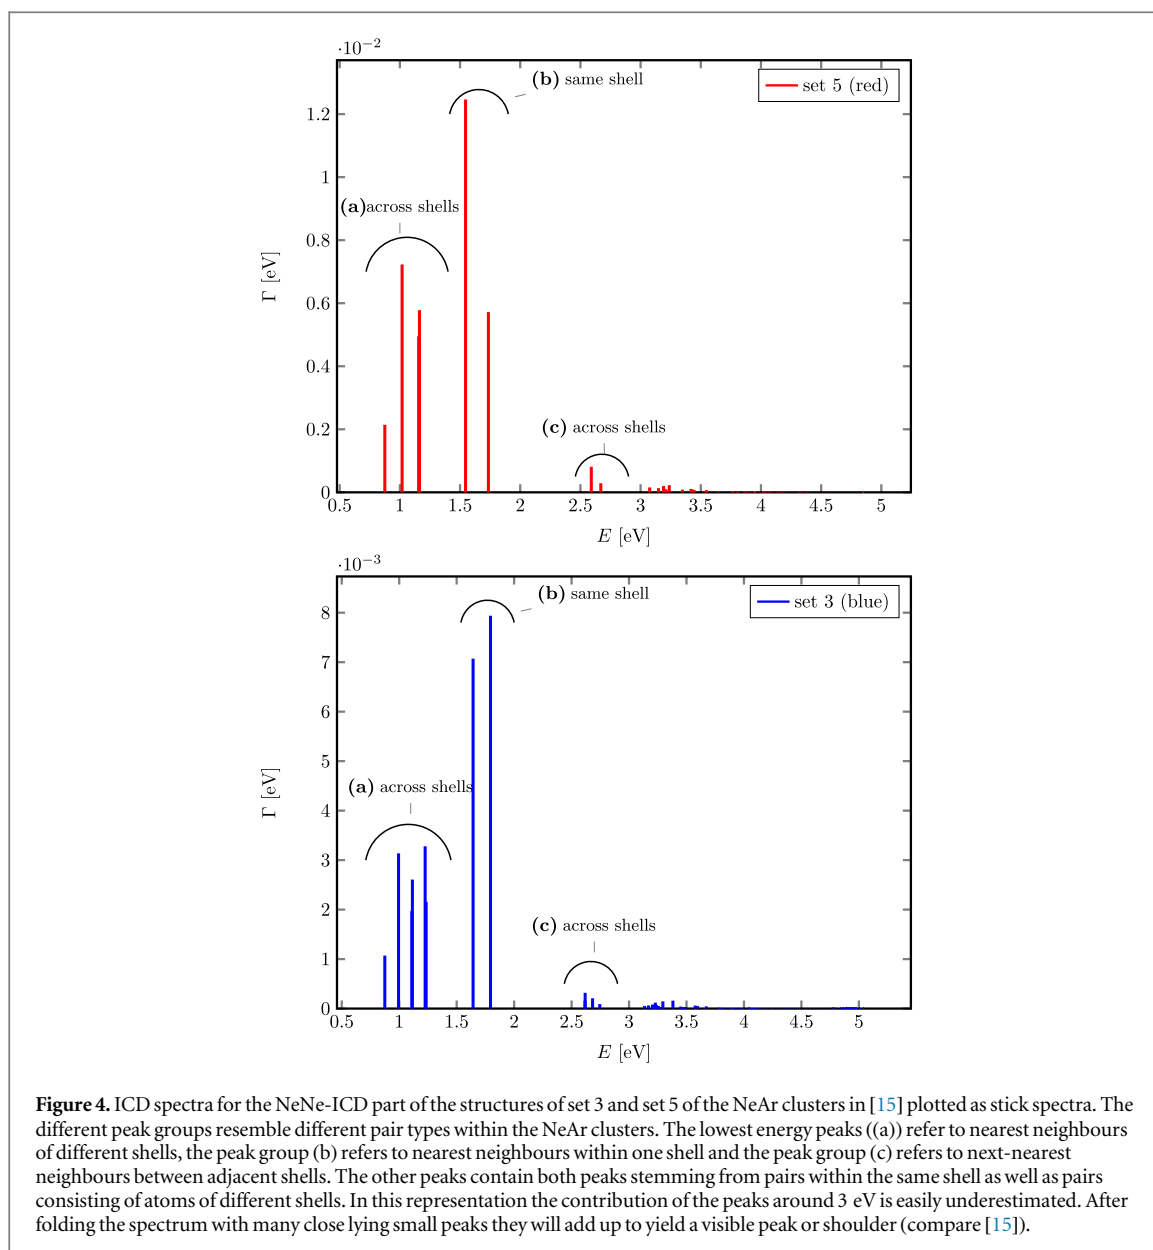 ·10−2
(b) same shell
set 5 (red)
1.2
1
(a)across shells
0.8
Γ [eV]
0.6
0.4
(c) across shells
0.2
0
0.5 1 1.5 2 2.5 3 3.5 4 4.5 5
E [eV]
·10−3
(b) same shell
set 3 (blue)
8
7
6
5
(a) across shells
Γ [eV]
4
3
2
(c) across shells
1
0
0.5 1 1.5 2 2.5 3 3.5 4 4.5 5
E [eV]
Figure 4. ICD spectra for the NeNe-ICD part of the structures of set 3 and set 5 of the NeAr clusters in [15] plotted as stick spectra. The
different peak groups resemble different pair types within the NeAr clusters. The lowest energy peaks ((a)) refer to nearest neighbours
of different shells, the peak group (b) refers to nearest neighbours within one shell and the peak group (c) refers to next-nearest
neighbours between adjacent shells. The other peaks contain both peaks stemming from pairs within the same shell as well as pairs
consisting of atoms of different shells. In this representation the contribution of the peaks around 3 eV is easily underestimated. After
folding the spectrum with many close lying small peaks they will add up to yield a visible peak or shoulder (compare [15]).